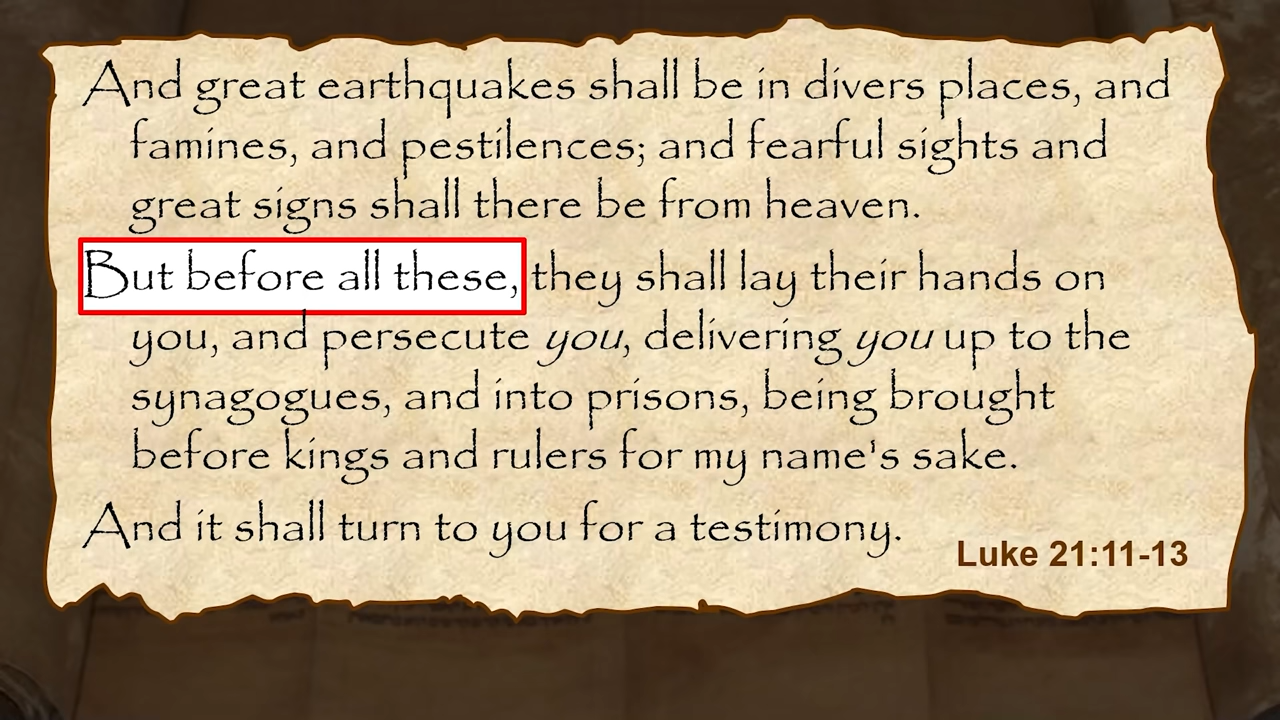 And great earthquakes shall be in divers places, and
famines, and pestilences; and fearful sights and
great signs shall there be from heaven.
But before all these, they shall lay their hands on
you, and persecute you, delivering you up to the
synagogues, and into prisons, being brought
before kings and rulers for my name's sake.
And it shall turn to you for a testimony.
Luke 21:11-13